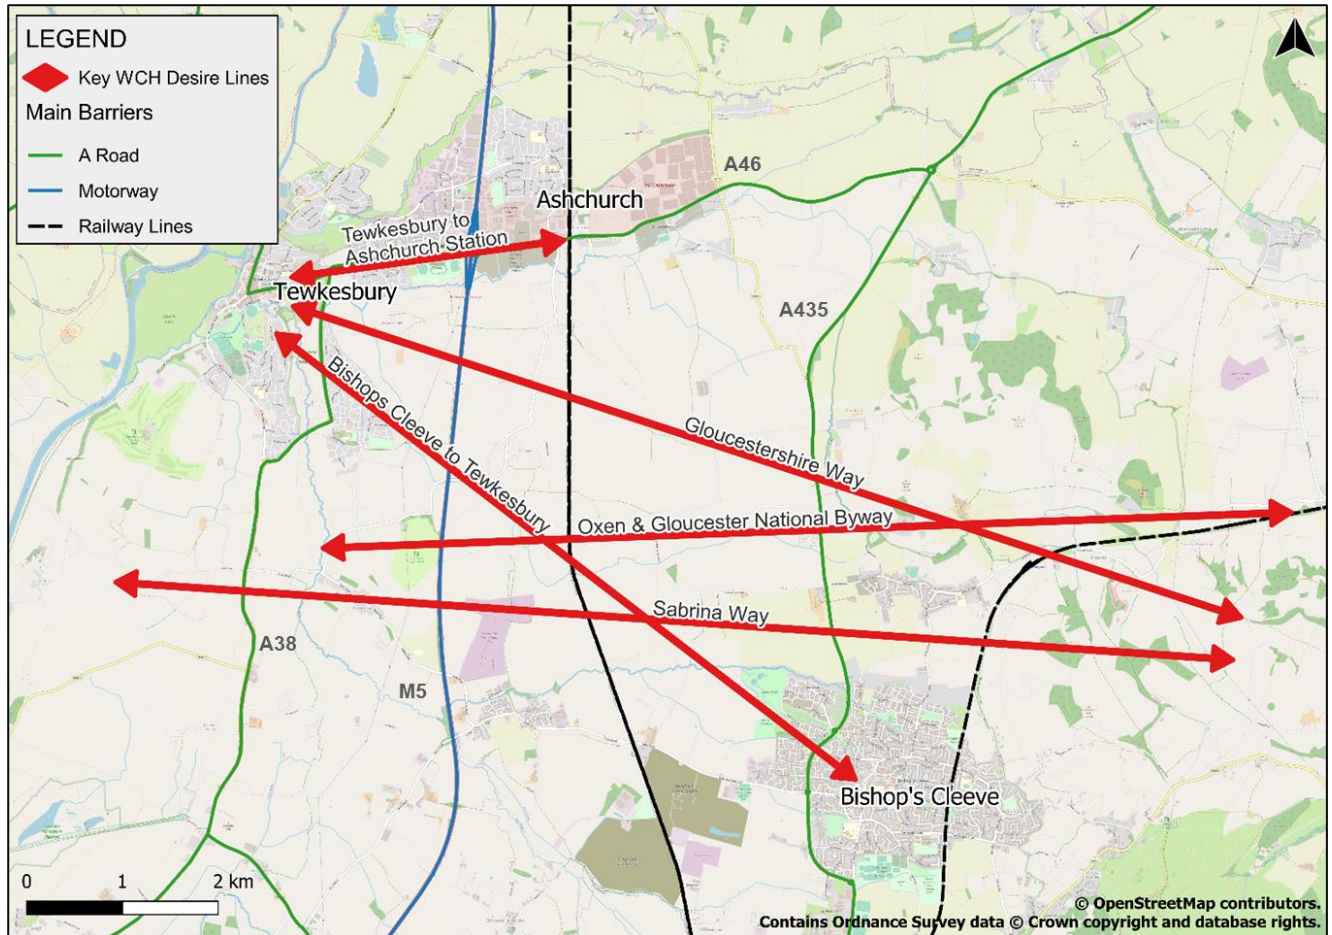 LEGEND
Key WCH Desire Lines
Main Barriers
A Road
Motorway
Railway Lines
A46
Ashchurch
Tewkesbury to
Ashchurch Station
Tewkesbury
A435
Bishops Cleeve to Tewkesbury
Gloucestershire Way
Oxen & Gloucester National Byway
Sabrina Way
A38
M5
Bishop's Cleeve
0 1 2 km
© OpenStreetMap contributors.
Contains Ordnance Survey data © Crown copyright and database rights.